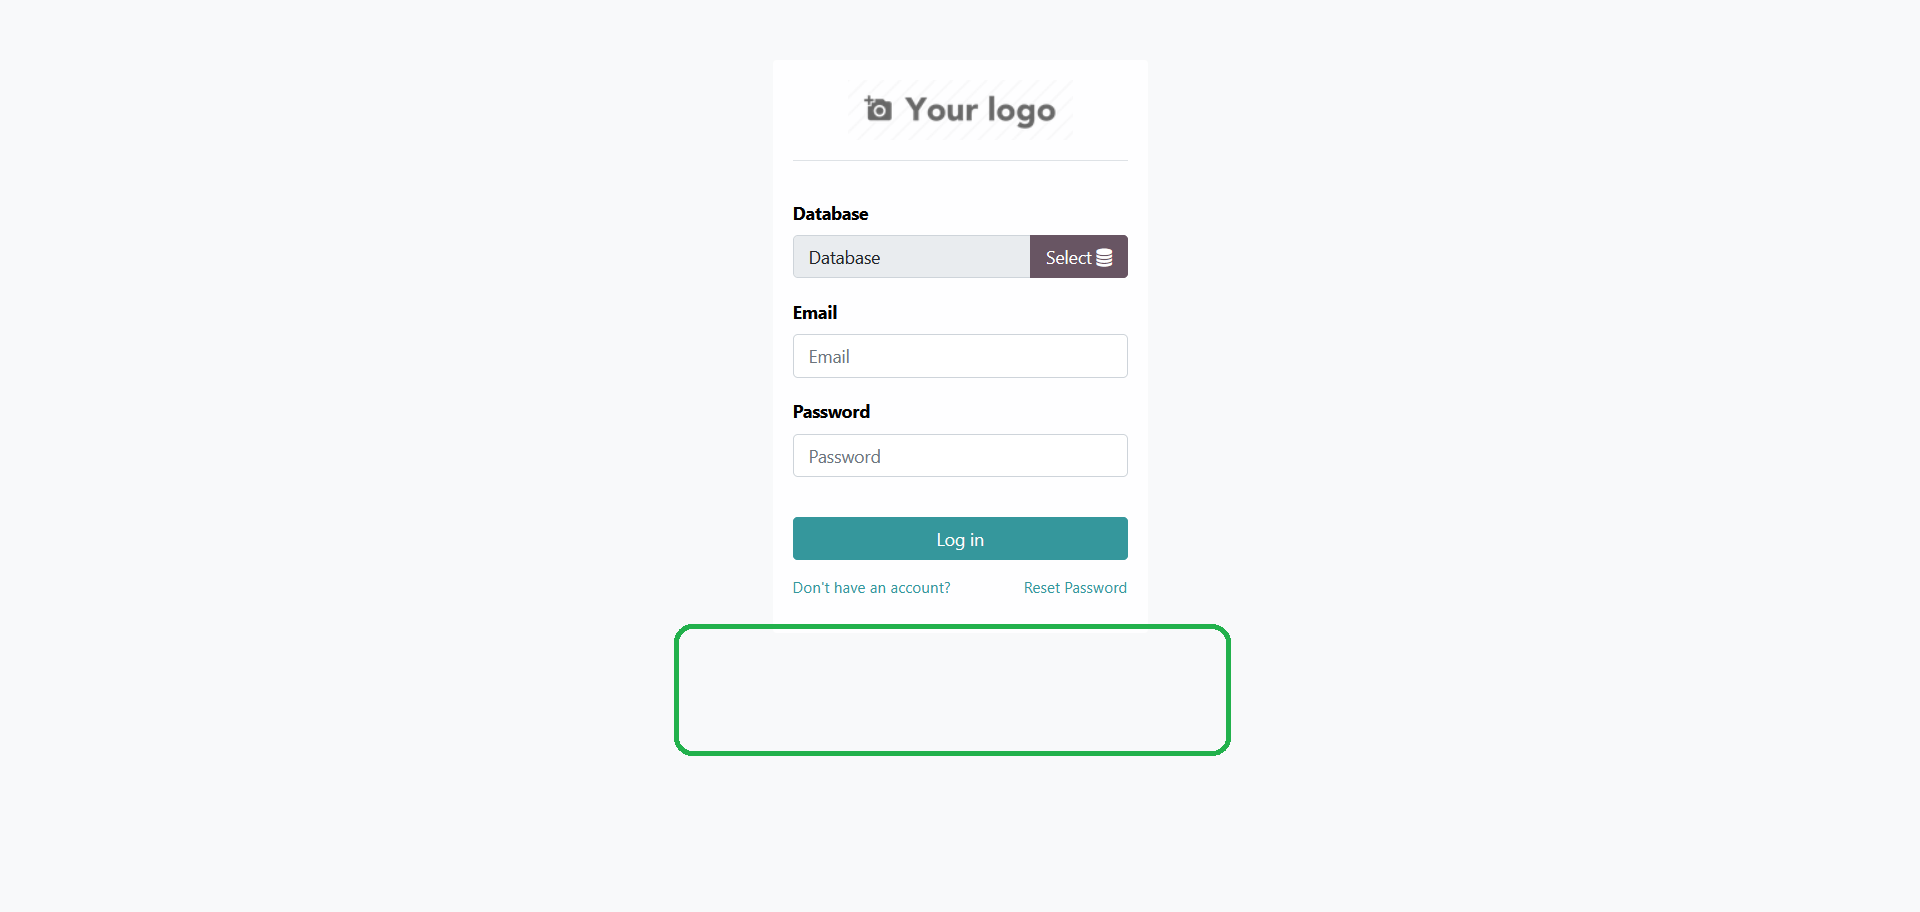 Your logo
Database
Database Select
Email
Email
Password
Password
Log in
Don't have an account? Reset Password